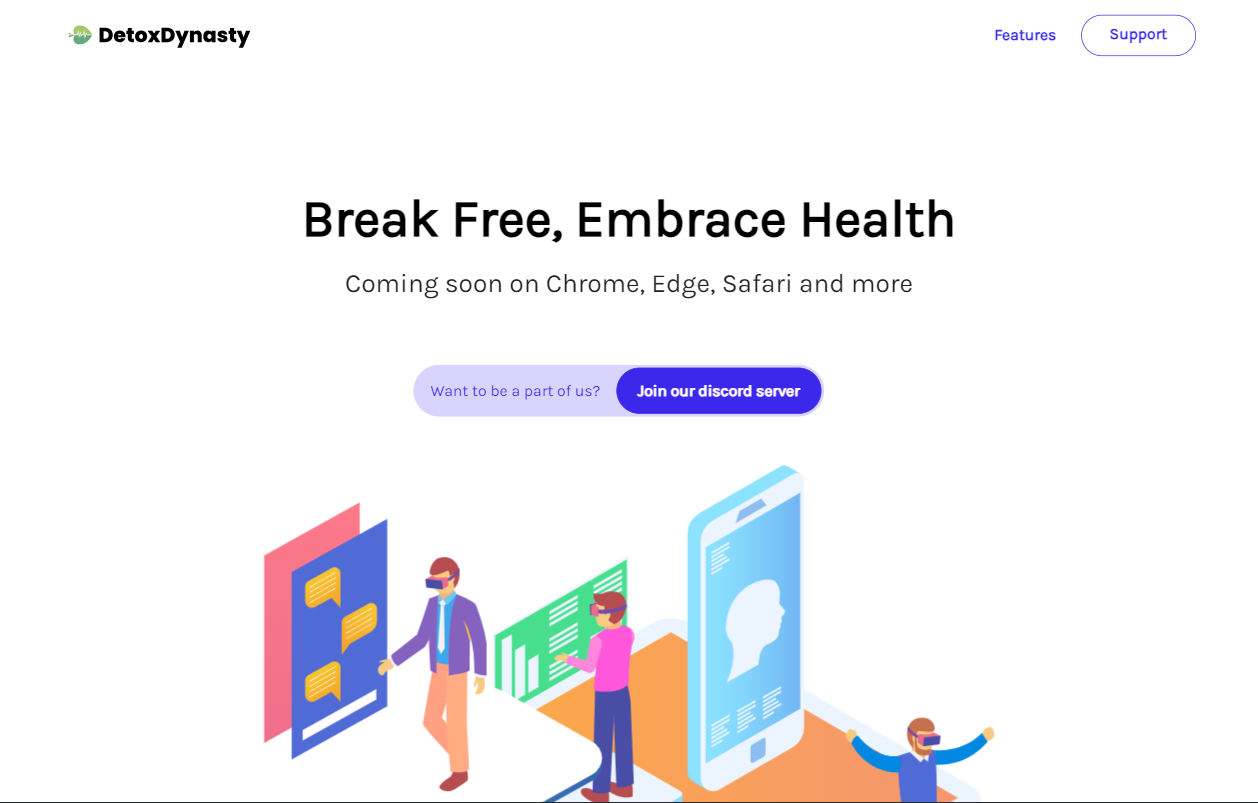 DetoxDynasty
Features
Support
Break Free, Embrace Health
Coming soon on Chrome, Edge, Safari and more
Want to be a part of us?
Join our discord server